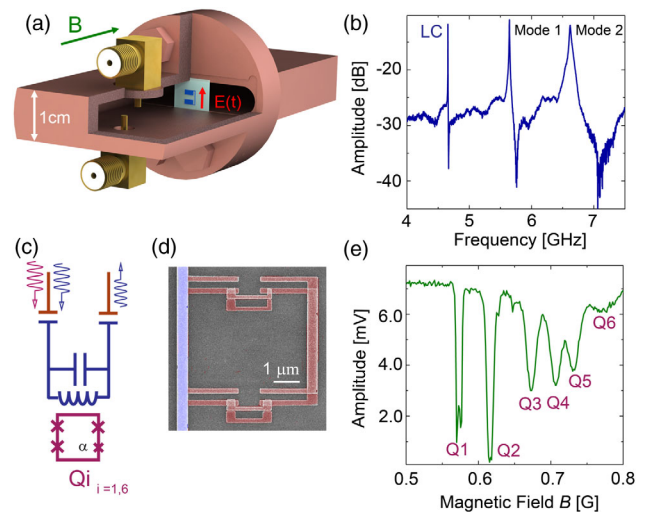 (a)
B
1cm
E(t)
(b)
LC
Mode 1
Mode 2
Amplitude [dB]
-20
-30
-40
4
5
6
7
Frequency [GHz]
(c)
α
Qi i=1,6
(d)
1 μm
(e)
Amplitude [mV]
6.0
4.0
2.0
Q1
Q2
Q3
Q4
Q5
Q6
0.5
0.6
0.7
0.8
Magnetic Field B [G]